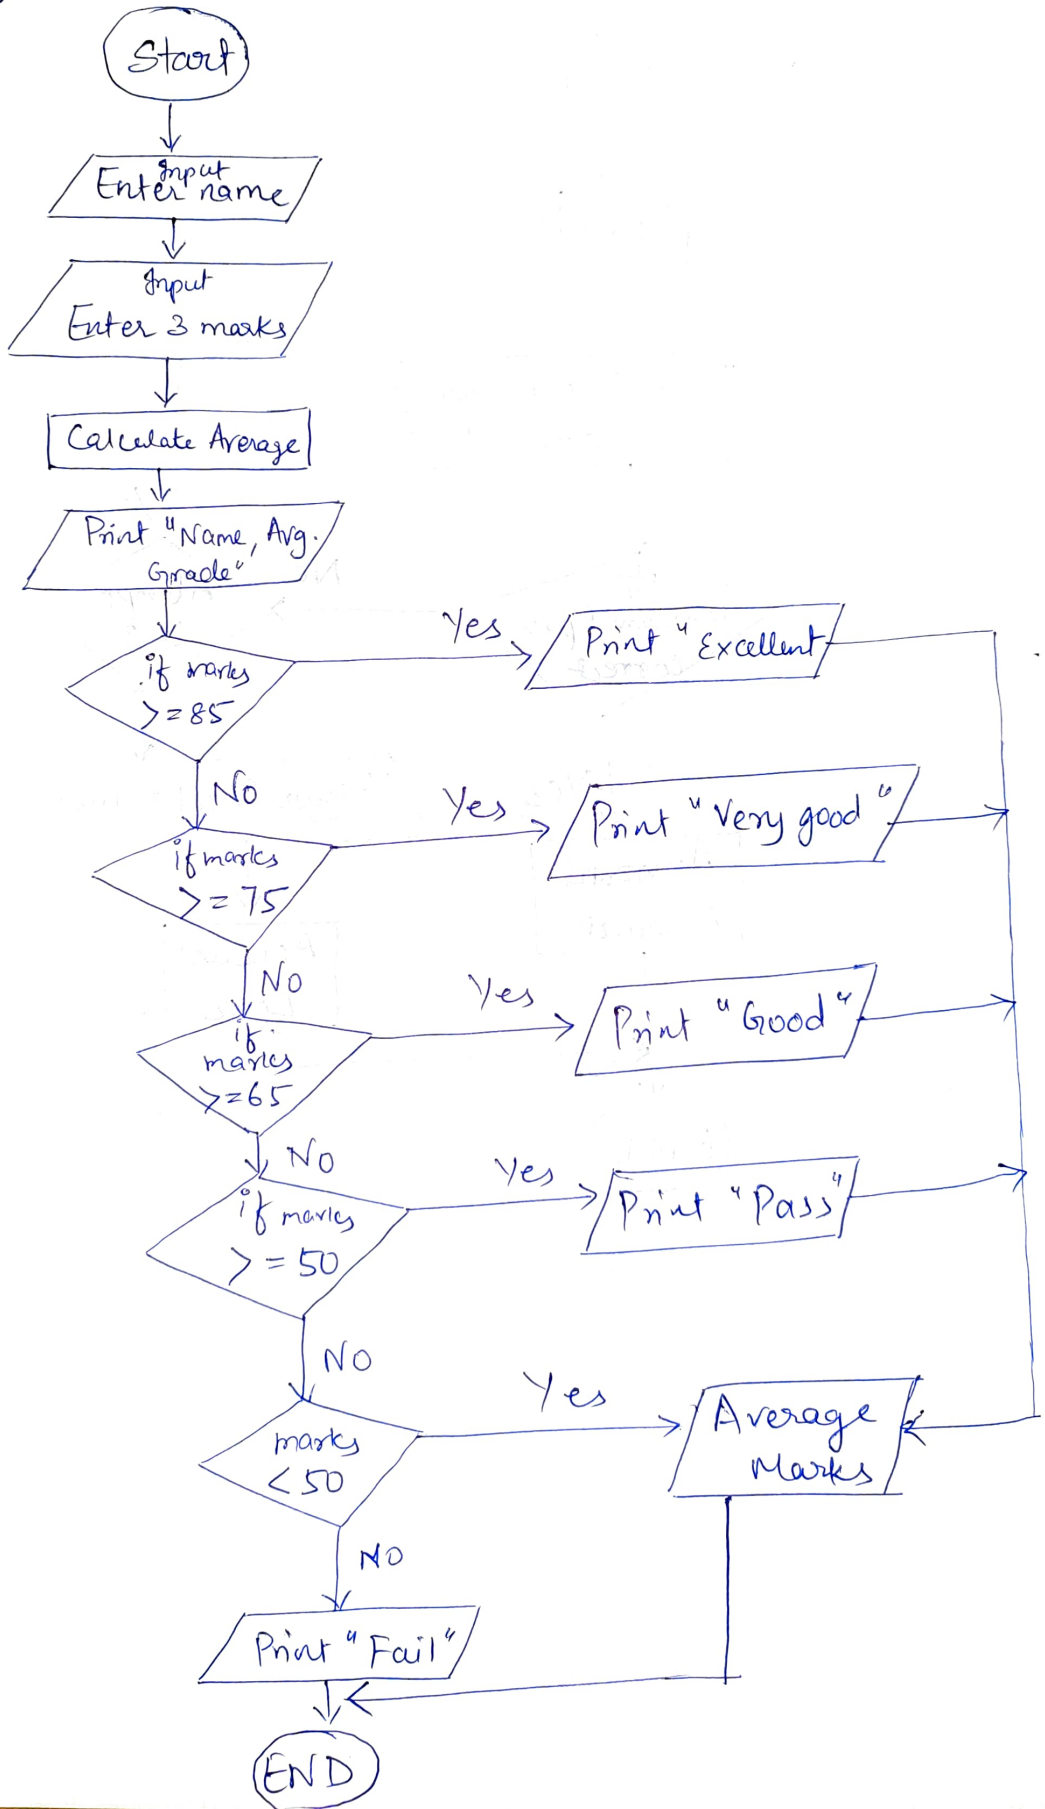 Start
Input
Enter name
Input
Enter 3 marks
Calculate Average
Print "Name, Avg.
Grade"
Yes
Print "Excellent
if marks
>=85
No
Yes
Print "Very good"
if marks
>=75
No
Yes
Print "Good"
if
marks
>=65
No
Yes
Print "Pass"
if marks
>=50
NO
Yes
Average
Marks
marks
<50
NO
Print "Fail"
END